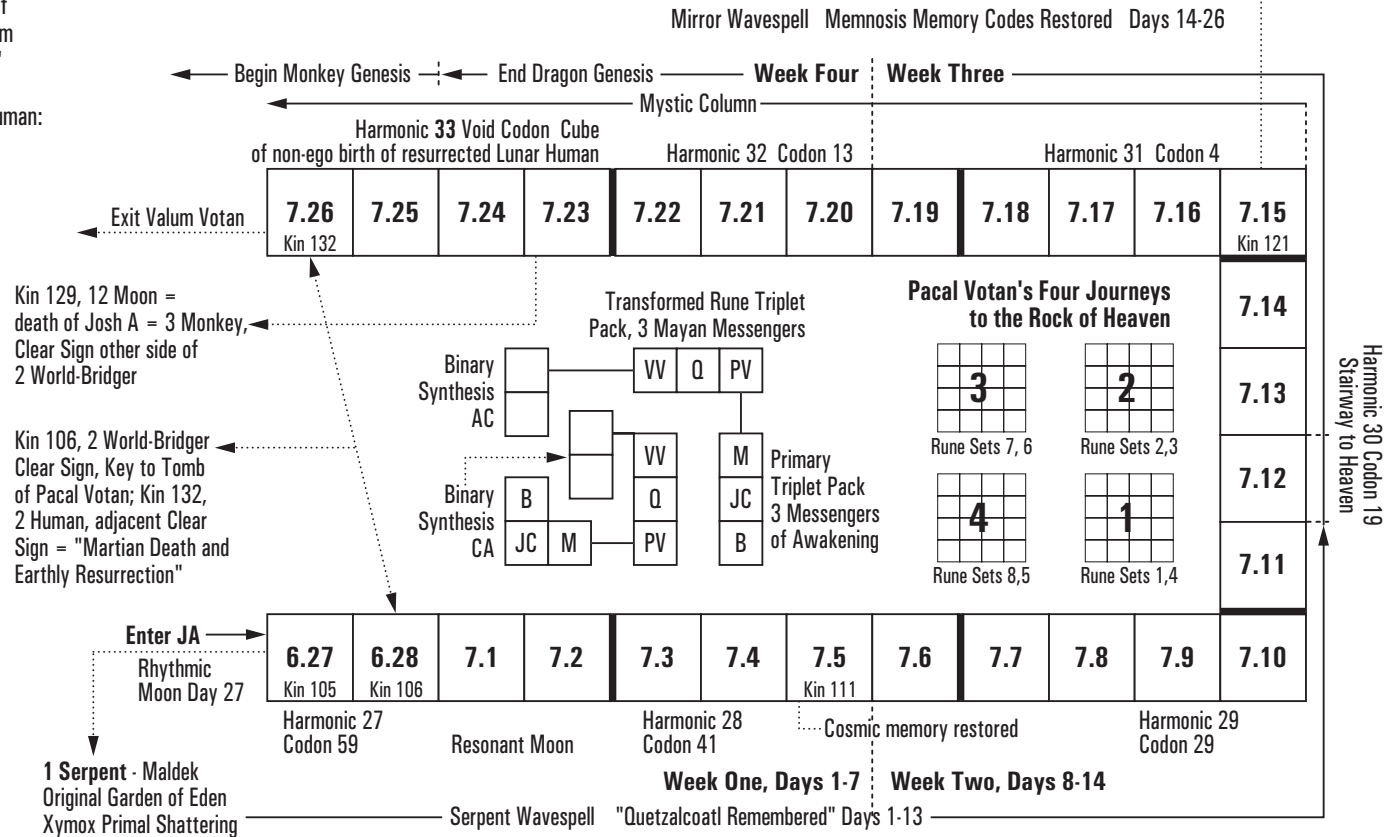 Mirror Wavespell Memnosis Memory Codes Restored Days 14-26
f
m
"
uman:
Begin Monkey Genesis
End Dragon Genesis
Week Four
Week Three
Mystic Column
Harmonic 33 Void Codon Cube
of non-ego birth of resurrected Lunar Human
Harmonic 32 Codon 13
Harmonic 31 Codon 4
Exit Valum Votan
7.26
Kin 132
7.25
7.24
7.23
7.22
7.21
7.20
7.19
7.18
7.17
7.16
7.15
Kin 121
7.14
7.13
7.12
7.11
Harmonic 30 Codon 19
Stairway to Heaven
Kin 129, 12 Moon =
death of Josh A = 3 Monkey,
Clear Sign other side of
2 World-Bridger
Kin 106, 2 World-Bridger
Clear Sign, Key to Tomb
of Pacal Votan; Kin 132,
2 Human, adjacent Clear
Sign = "Martian Death and
Earthly Resurrection"
Transformed Rune Triplet
Pack, 3 Mayan Messengers
Binary
Synthesis
AC
VV Q PV
Binary
Synthesis
CA
B
JC M
VV
Q
PV
M
JC
B
Primary
Triplet Pack
3 Messengers
of Awakening
Pacal Votan's Four Journeys
to the Rock of Heaven
3
Rune Sets 7, 6
2
Rune Sets 2,3
4
Rune Sets 8,5
1
Rune Sets 1,4
Enter JA
Rhythmic
Moon Day 27
6.27
Kin 105
6.28
Kin 106
7.1
7.2
7.3
7.4
7.5
Kin 111
7.6
7.7
7.8
7.9
7.10
Harmonic 27
Codon 59
Resonant Moon
Harmonic 28
Codon 41
Cosmic memory restored
Harmonic 29
Codon 29
Week One, Days 1-7
Week Two, Days 8-14
1 Serpent - Maldek
Original Garden of Eden
Xymox Primal Shattering
Serpent Wavespell "Quetzalcoatl Remembered" Days 1-13